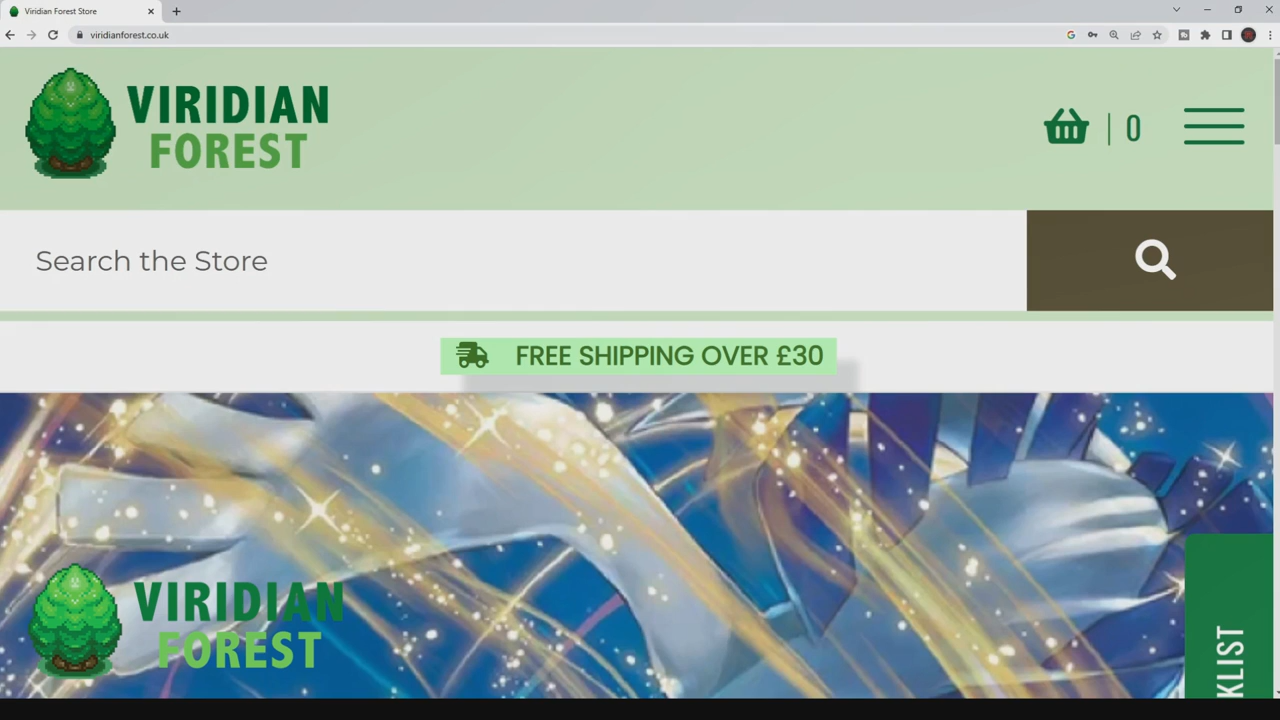 Viridian Forest Store
viridianforest.co.uk
VIRIDIAN
FOREST
0
Search the Store
FREE SHIPPING OVER £30
VIRIDIAN
FOREST
KLIST